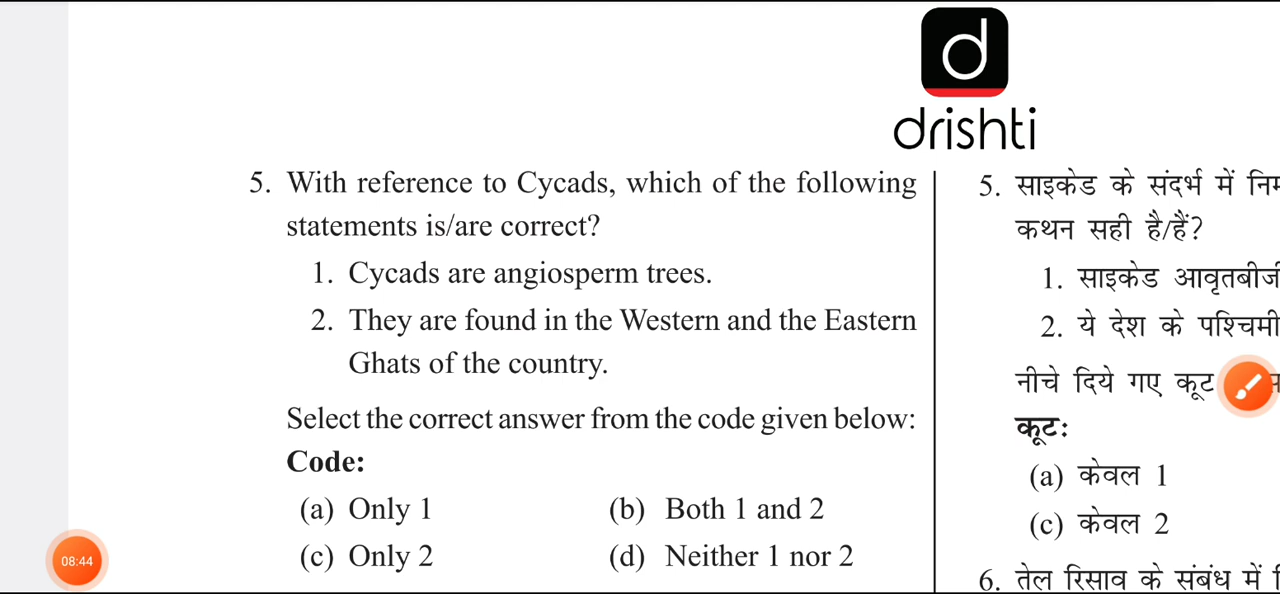 drishti
5. With reference to Cycads, which of the following
statements is/are correct?
1. Cycads are angiosperm trees.
2. They are found in the Western and the Eastern
Ghats of the country.
Select the correct answer from the code given below:
Code:
(a) Only 1 (b) Both 1 and 2
(c) Only 2 (d) Neither 1 nor 2
5. साइकेड के संदर्भ में
कथन सही है/हैं?
1. साइकेड
2. ये देश के
नीचे दिये गए कूट
कूटः
(a) केवल 1
(c) केवल 2
6. तेल रिसाव के संबंध में
08:44